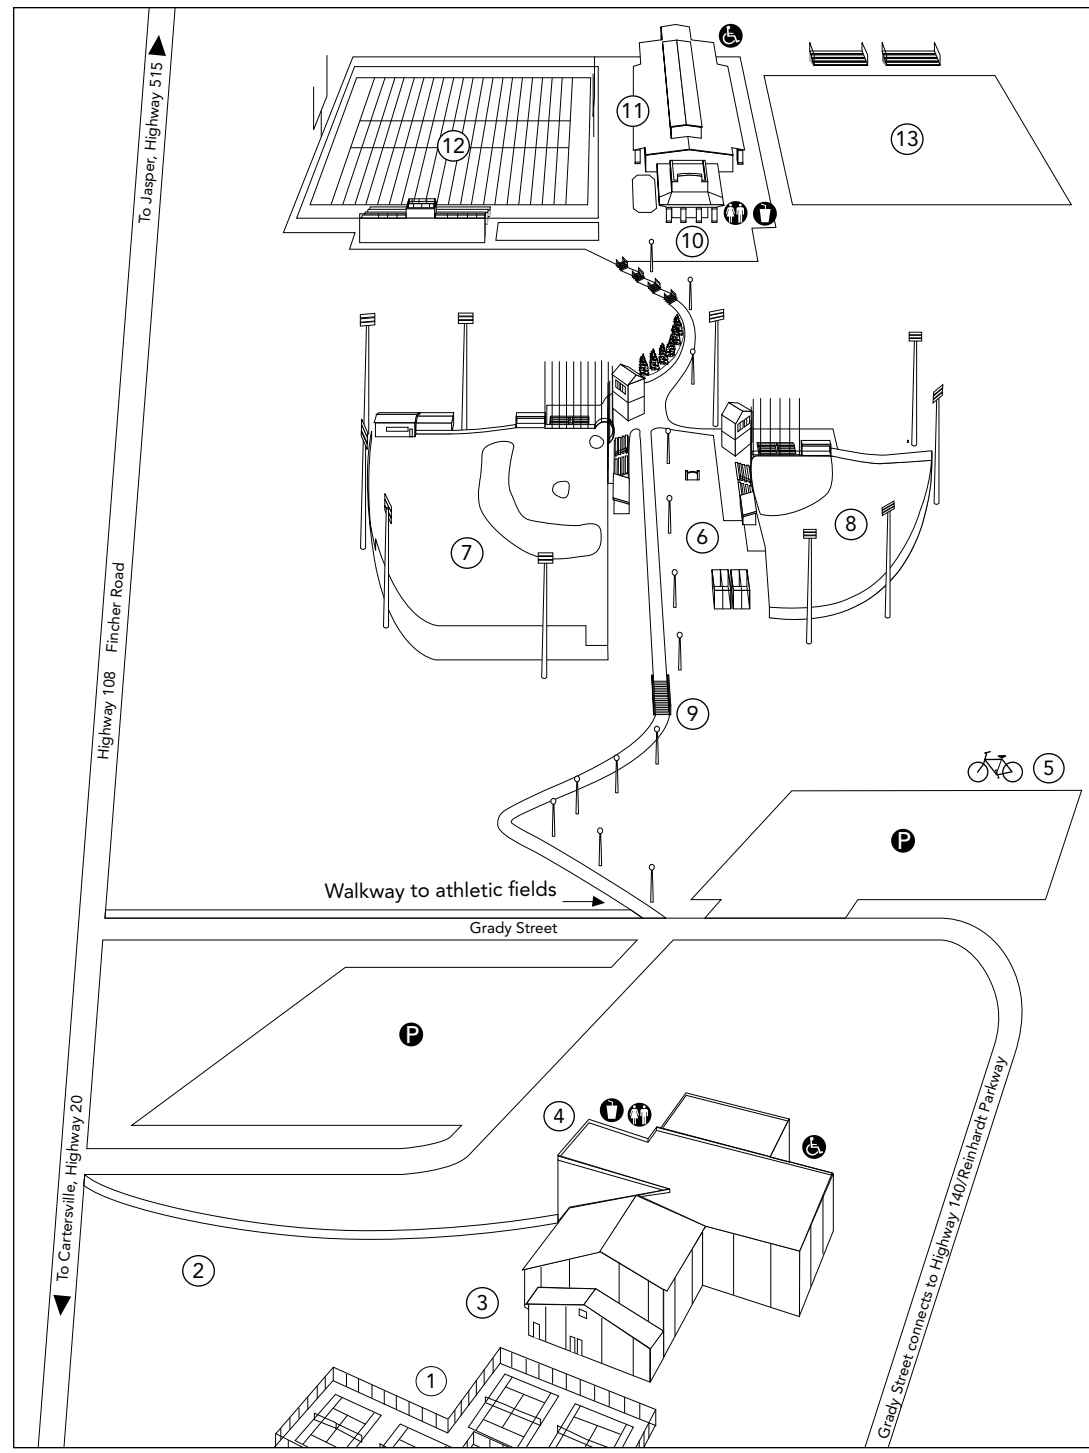 To Jasper, Highway 515
11
12
13
10
6
7
8
9
5
P
Highway 108 Fincher Road
Walkway to athletic fields
Grady Street
P
4
2
3
1
To Cartersville, Highway 20
Grady Street connects to Highway 140/Reinhardt Parkway